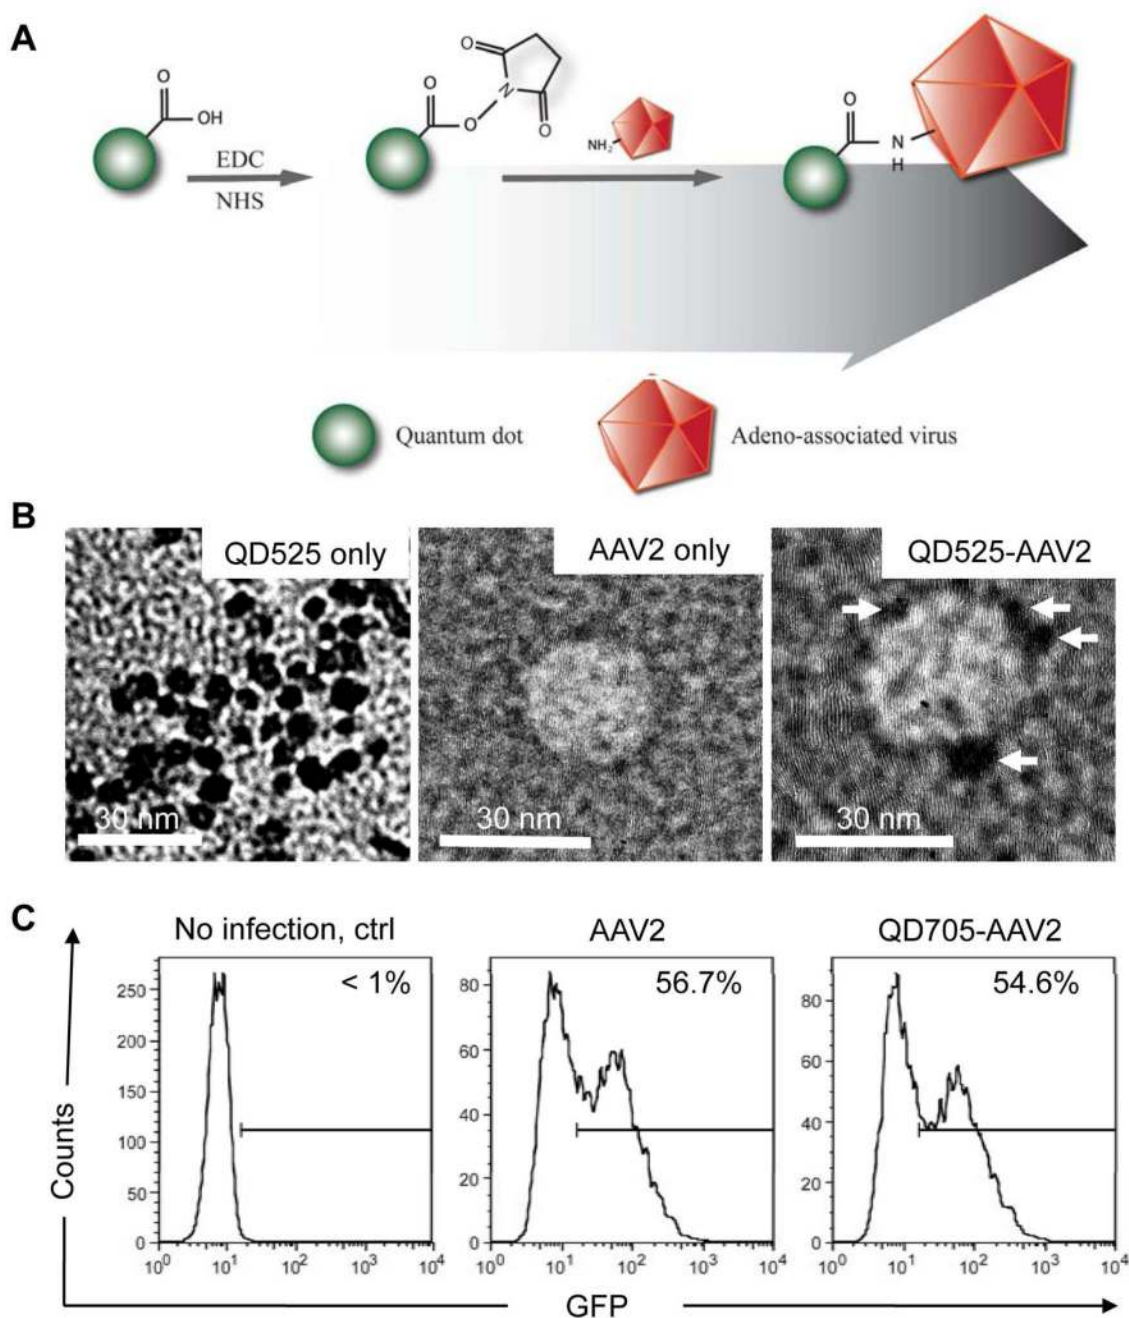 A
O
OH
EDC
NHS
O
O
N
O
O
NH2
O
N
H
Quantum dot
Adeno-associated virus
B
QD525 only
AAV2 only
QD525-AAV2
30 nm
30 nm
30 nm
C
No infection, ctrl
AAV2
QD705-AAV2
< 1%
56.7%
54.6%
250
200
150
100
50
0
80
60
40
20
0
80
60
40
20
0
10^0 10^1 10^2 10^3 10^4
10^0 10^1 10^2 10^3 10^4
10^0 10^1 10^2 10^3 10^4
Counts
GFP